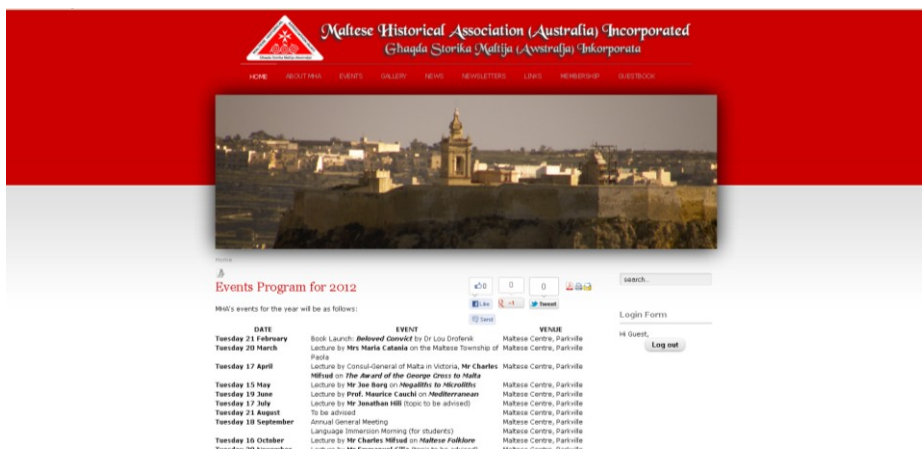 Maltese Historical Association (Australia) Incorporated
Għaqda Storika Maltija (Awstralja) Inkorporata
HOME ABOUT MHA EVENTS GALLERY NEWS NEWSLETTERS LINKS MEMBERSHIP GUESTBOOK
Home
Events Program for 2012
0 0 0
Like +1 Tweet
Send
search...
MHA's events for the year will be as follows:
Login Form
Hi Guest,
Log out
DATE EVENT VENUE
Tuesday 21 February Book Launch: Beloved Convict by Dr Lou Drofenik Maltese Centre, Parkville
Tuesday 20 March Lecture by Mrs Maria Catania on the Maltese Township of Maltese Centre, Parkville
Paola
Tuesday 17 April Lecture by Consul-General of Malta in Victoria, Mr Charles Maltese Centre, Parkville
Mifsud on The Award of the George Cross to Malta
Tuesday 15 May Lecture by Mr Joe Borg on Megaliths to Microliths Maltese Centre, Parkville
Tuesday 19 June Lecture by Prof. Maurice Cauchi on Mediterranean Maltese Centre, Parkville
Tuesday 17 July Lecture by Mr Jonathan Hili (topic to be advised) Maltese Centre, Parkville
Tuesday 21 August To be advised Maltese Centre, Parkville
Tuesday 18 September Annual General Meeting Maltese Centre, Parkville
Language Immersion Morning (for students) Maltese Centre, Parkville
Tuesday 16 October Lecture by Mr Charles Mifsud on Maltese Folklore Maltese Centre, Parkville